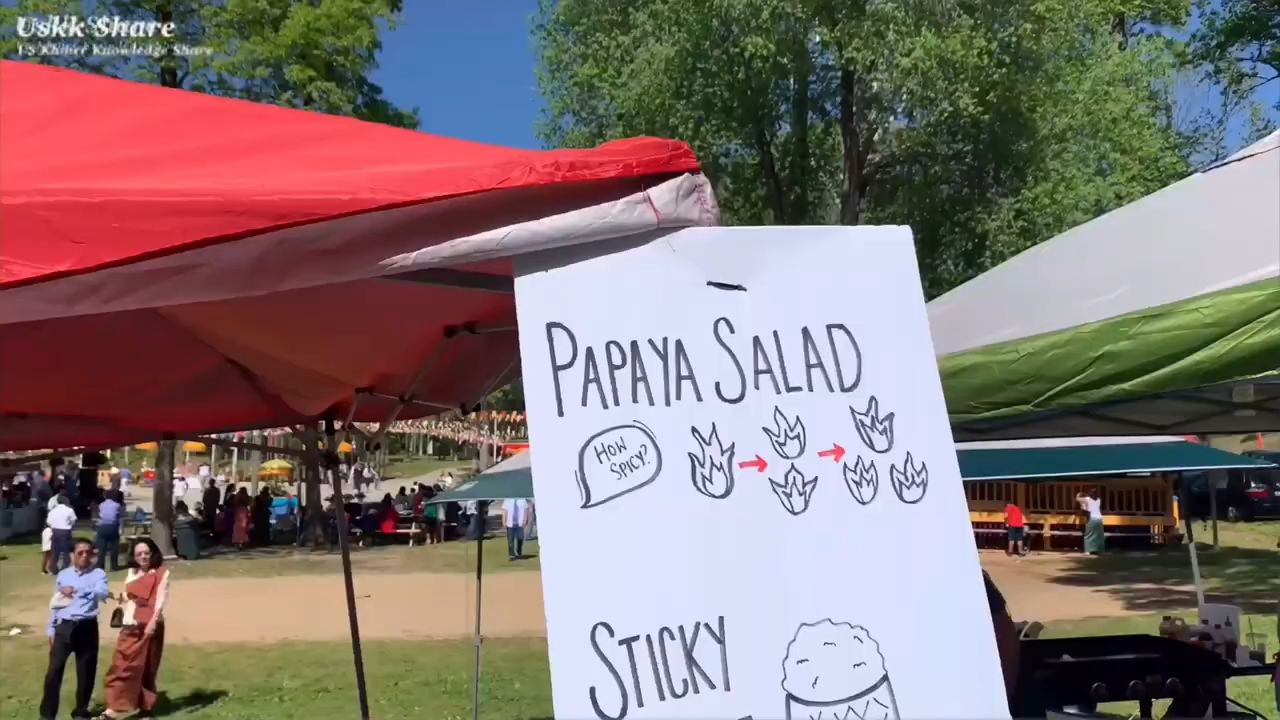 Uskk Share
US Khmer Knowledge Share
PAPAYA SALAD
HOW
SPICY?
STICKY